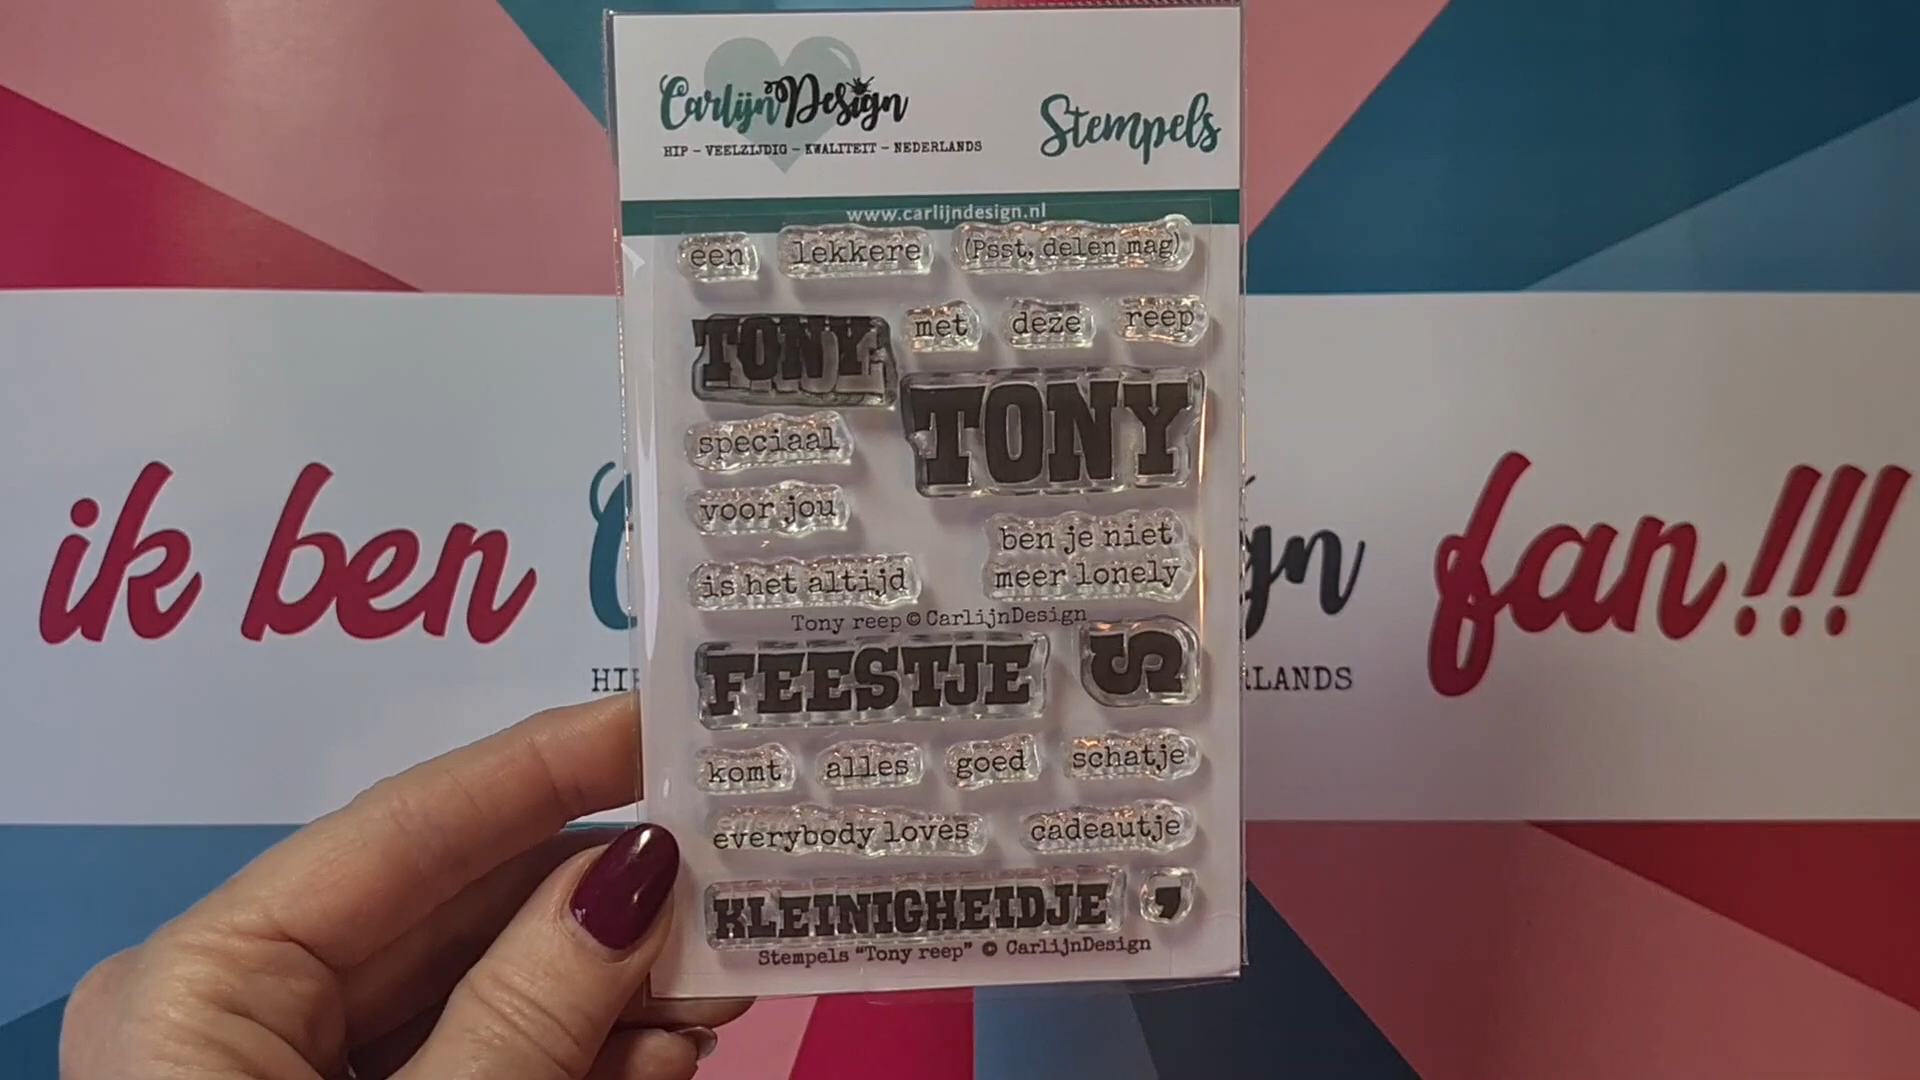 CarlijnDesign
HIP – VEELZIJDIG – KWALITEIT – NEDERLANDS
Stempels
www.carlijndesign.nl
een lekkere (Psst, delen mag)
TONY met deze reep
TONY
speciaal
voor jou
ben je niet
meer lonely
is het altijd
Tony reep © CarlijnDesign
FEESTJE S
komt alles goed schatje
everybody loves cadeautje
KLEINIGHEIDJE ,
Stempels “Tony reep” © CarlijnDesign
ik ben fan!!!